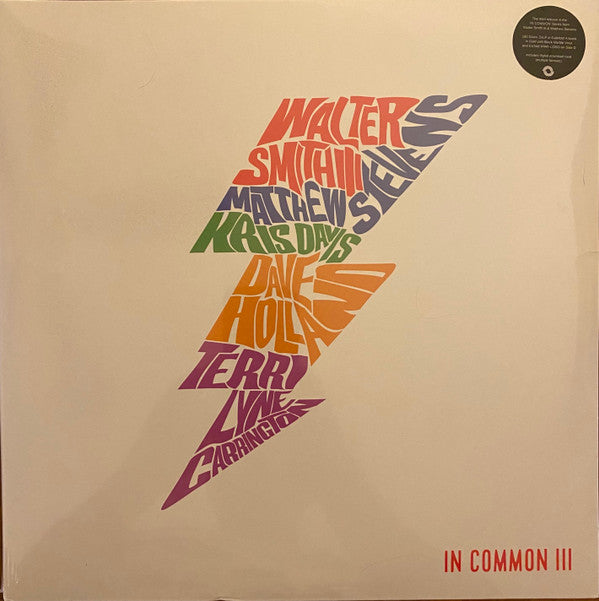 WALTER
SMITH III
MATTHEW
STEVENS
KRIS DAVIS
DAVE
HOLLAND
TERRI
LYNE
CARRINGTON
IN COMMON III